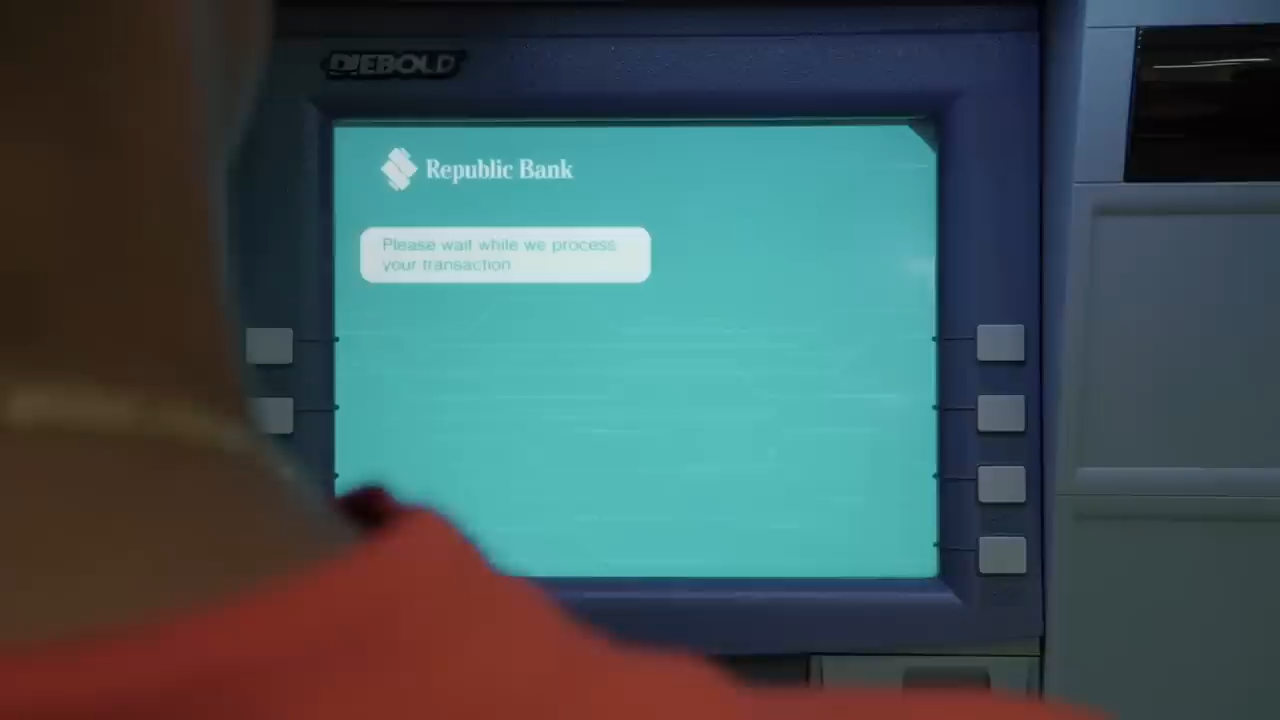 DIEBOLD
Republic Bank
Please wait while we process
your transaction